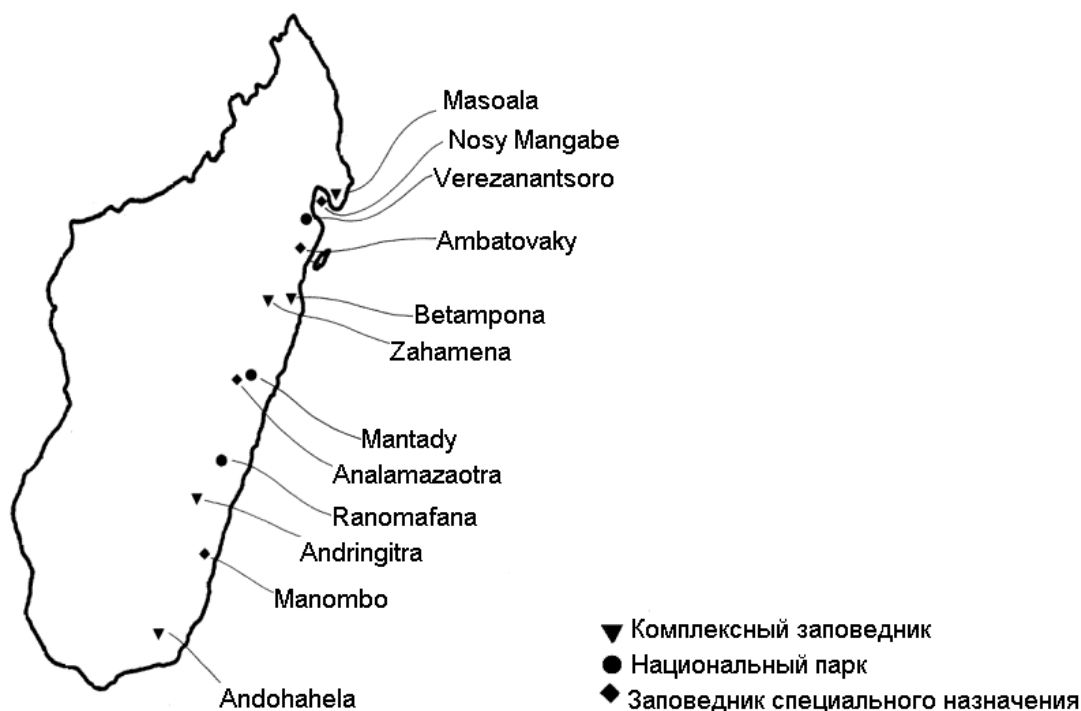 Masoala
Nosy Mangabe
Verezanantsoro
Ambatovaky
Betampona
Zahamena
Mantady
Analamazaotra
Ranomafana
Andringitra
Manombo
Andohahela
Комплексный заповедник
Национальный парк
Заповедник специального назначения